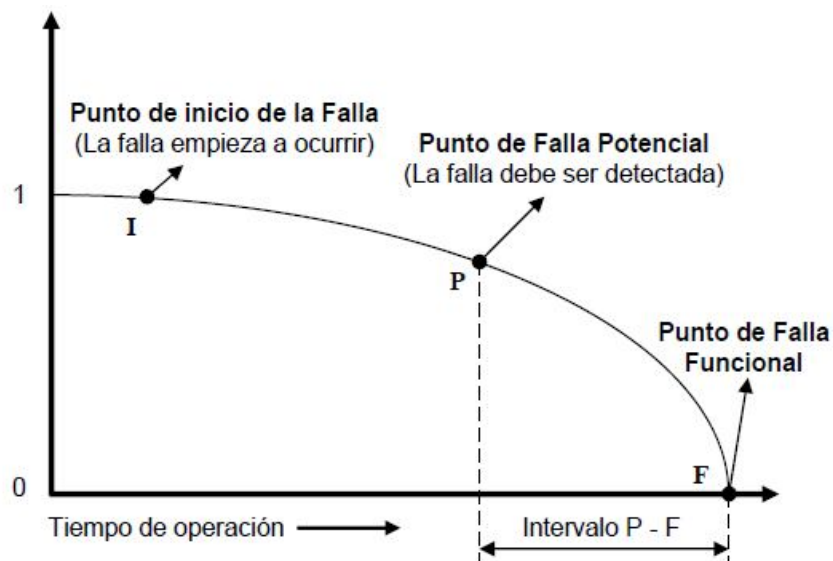 Punto de inicio de la Falla
(La falla empieza a ocurrir)
Punto de Falla Potencial
(La falla debe ser detectada)
1
I
P
Punto de Falla
Funcional
F
0
Tiempo de operación
Intervalo P - F